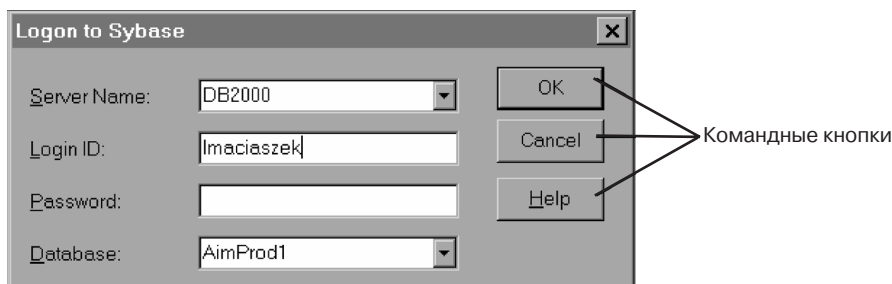 Logon to Sybase
Server Name: DB2000
OK
Login ID: lmaciaszek
Cancel
Командные кнопки
Password:
Help
Database: AimProd1